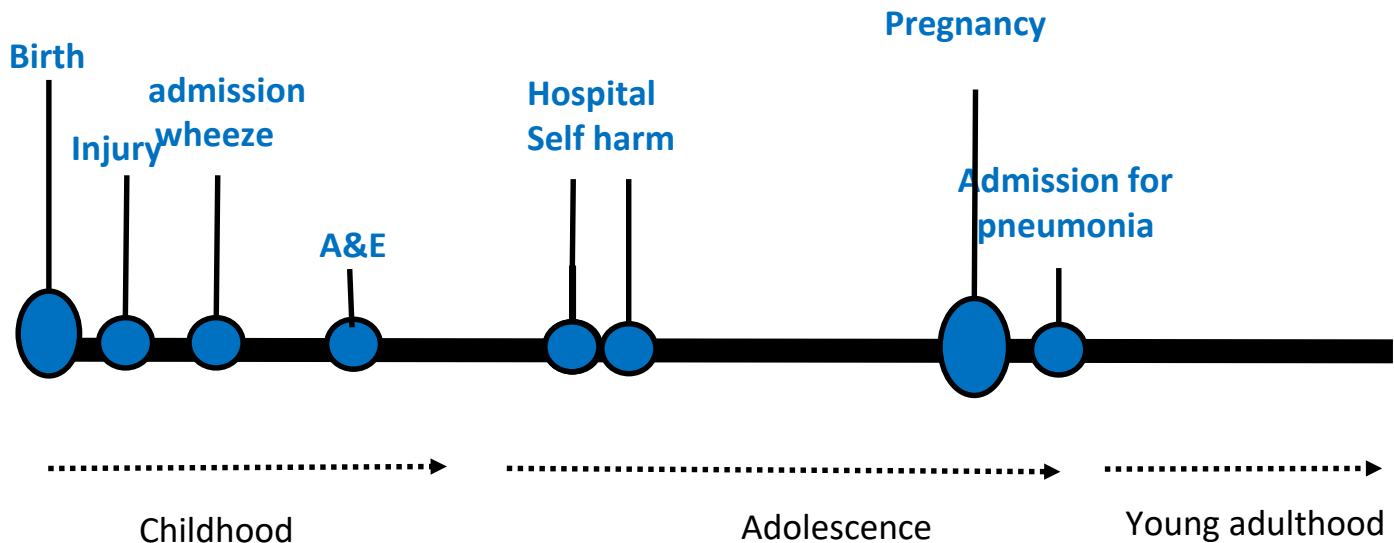 Birth
Injury
admission
wheeze
A&E
Hospital
Self harm
Pregnancy
Admission for
pneumonia
Childhood
Adolescence
Young adulthood